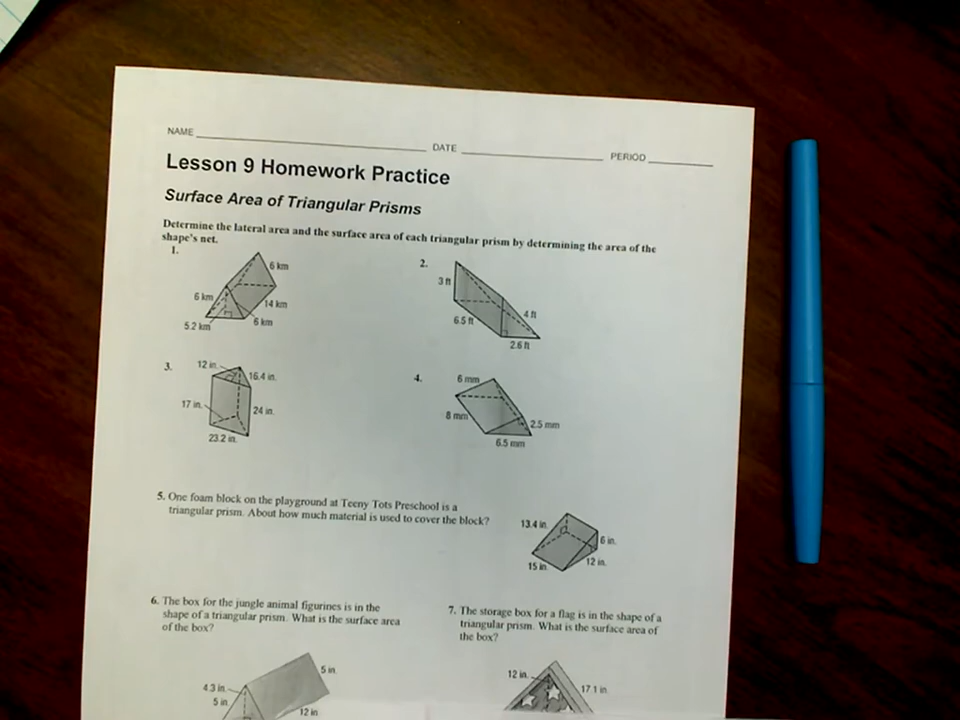 NAME ____ DATE ____ PERIOD ____
Lesson 9 Homework Practice
Surface Area of Triangular Prisms
Determine the lateral area and the surface area of each triangular prism by determining the area of the
shape's net.
1.
6 km
6 km
14 km
5.2 km
6 km
2.
3 ft
4 ft
6.5 ft
2.6 ft
3.
12 in.
16.4 in.
17 in.
24 in.
23.2 in.
4.
6 mm
8 mm
2.5 mm
6.5 mm
5. One foam block on the playground at Teeny Tots Preschool is a
triangular prism. About how much material is used to cover the block?
13.4 in.
6 in.
15 in.
12 in.
6. The box for the jungle animal figurines is in the
shape of a triangular prism. What is the surface area
of the box?
5 in.
4.3 in.
5 in.
12 in.
7. The storage box for a flag is in the shape of a
triangular prism. What is the surface area of
the box?
12 in.
17.1 in.